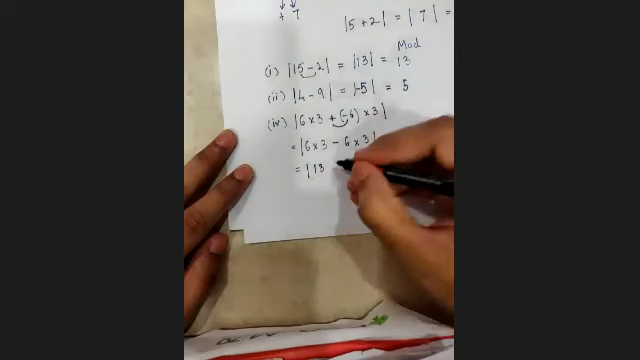 + 7
|5 + 2| = | 7 | =
Mod
(i) |15 - 2| = |13| = 13
(ii) |4 - 9| = |-5| = 5
(iv) |6 × 3 + (-6) × 3|
= |6 × 3 - 6 × 3|
= | 18